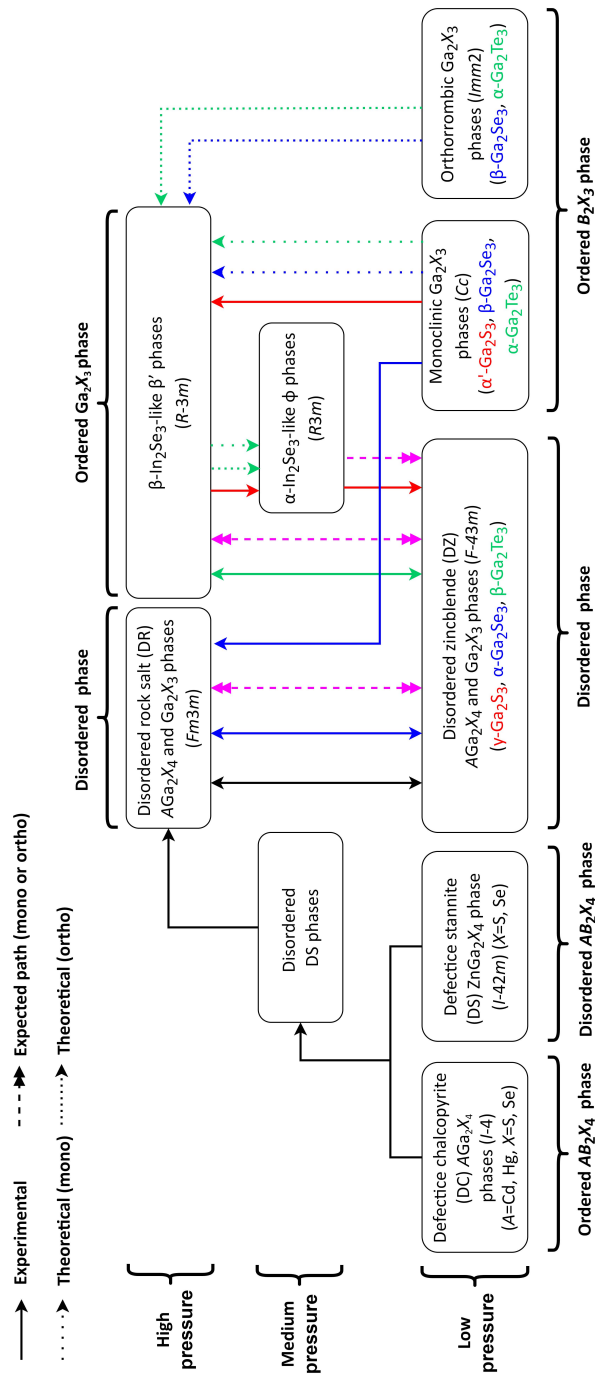 Experimental
Expected path (mono or ortho)
Theoretical (mono)
Theoretical (ortho)
Disordered phase
Ordered Ga₂X₃ phase
High
pressure
Disordered rock salt (DR)
AGa₂X₄ and Ga₂X₃ phases
(Fm3m)
β-In₂Se₃-like β’ phases
(R-3m)
Medium
pressure
Disordered
DS phases
α-In₂Se₃-like ϕ phases
(R3m)
Low
pressure
Defectice chalcopyrite
(DC) AGa₂X₄
phases (I-4)
(A=Cd, Hg, X=S, Se)
Defectice stannite
(DS) ZnGa₂X₄ phase
(I-42m) (X=S, Se)
Disordered zincblende (DZ)
AGa₂X₄ and Ga₂X₃ phases (F-43m)
(γ-Ga₂S₃, α-Ga₂Se₃, β-Ga₂Te₃)
Monoclinic Ga₂X₃
phases (Cc)
(α'-Ga₂S₃, β-Ga₂Se₃,
α-Ga₂Te₃)
Orthorrombic Ga₂X₃
phases (Imm2)
(β-Ga₂Se₃, α-Ga₂Te₃)
Ordered AB₂X₄ phase
Disordered AB₂X₄ phase
Disordered phase
Ordered B₂X₃ phase